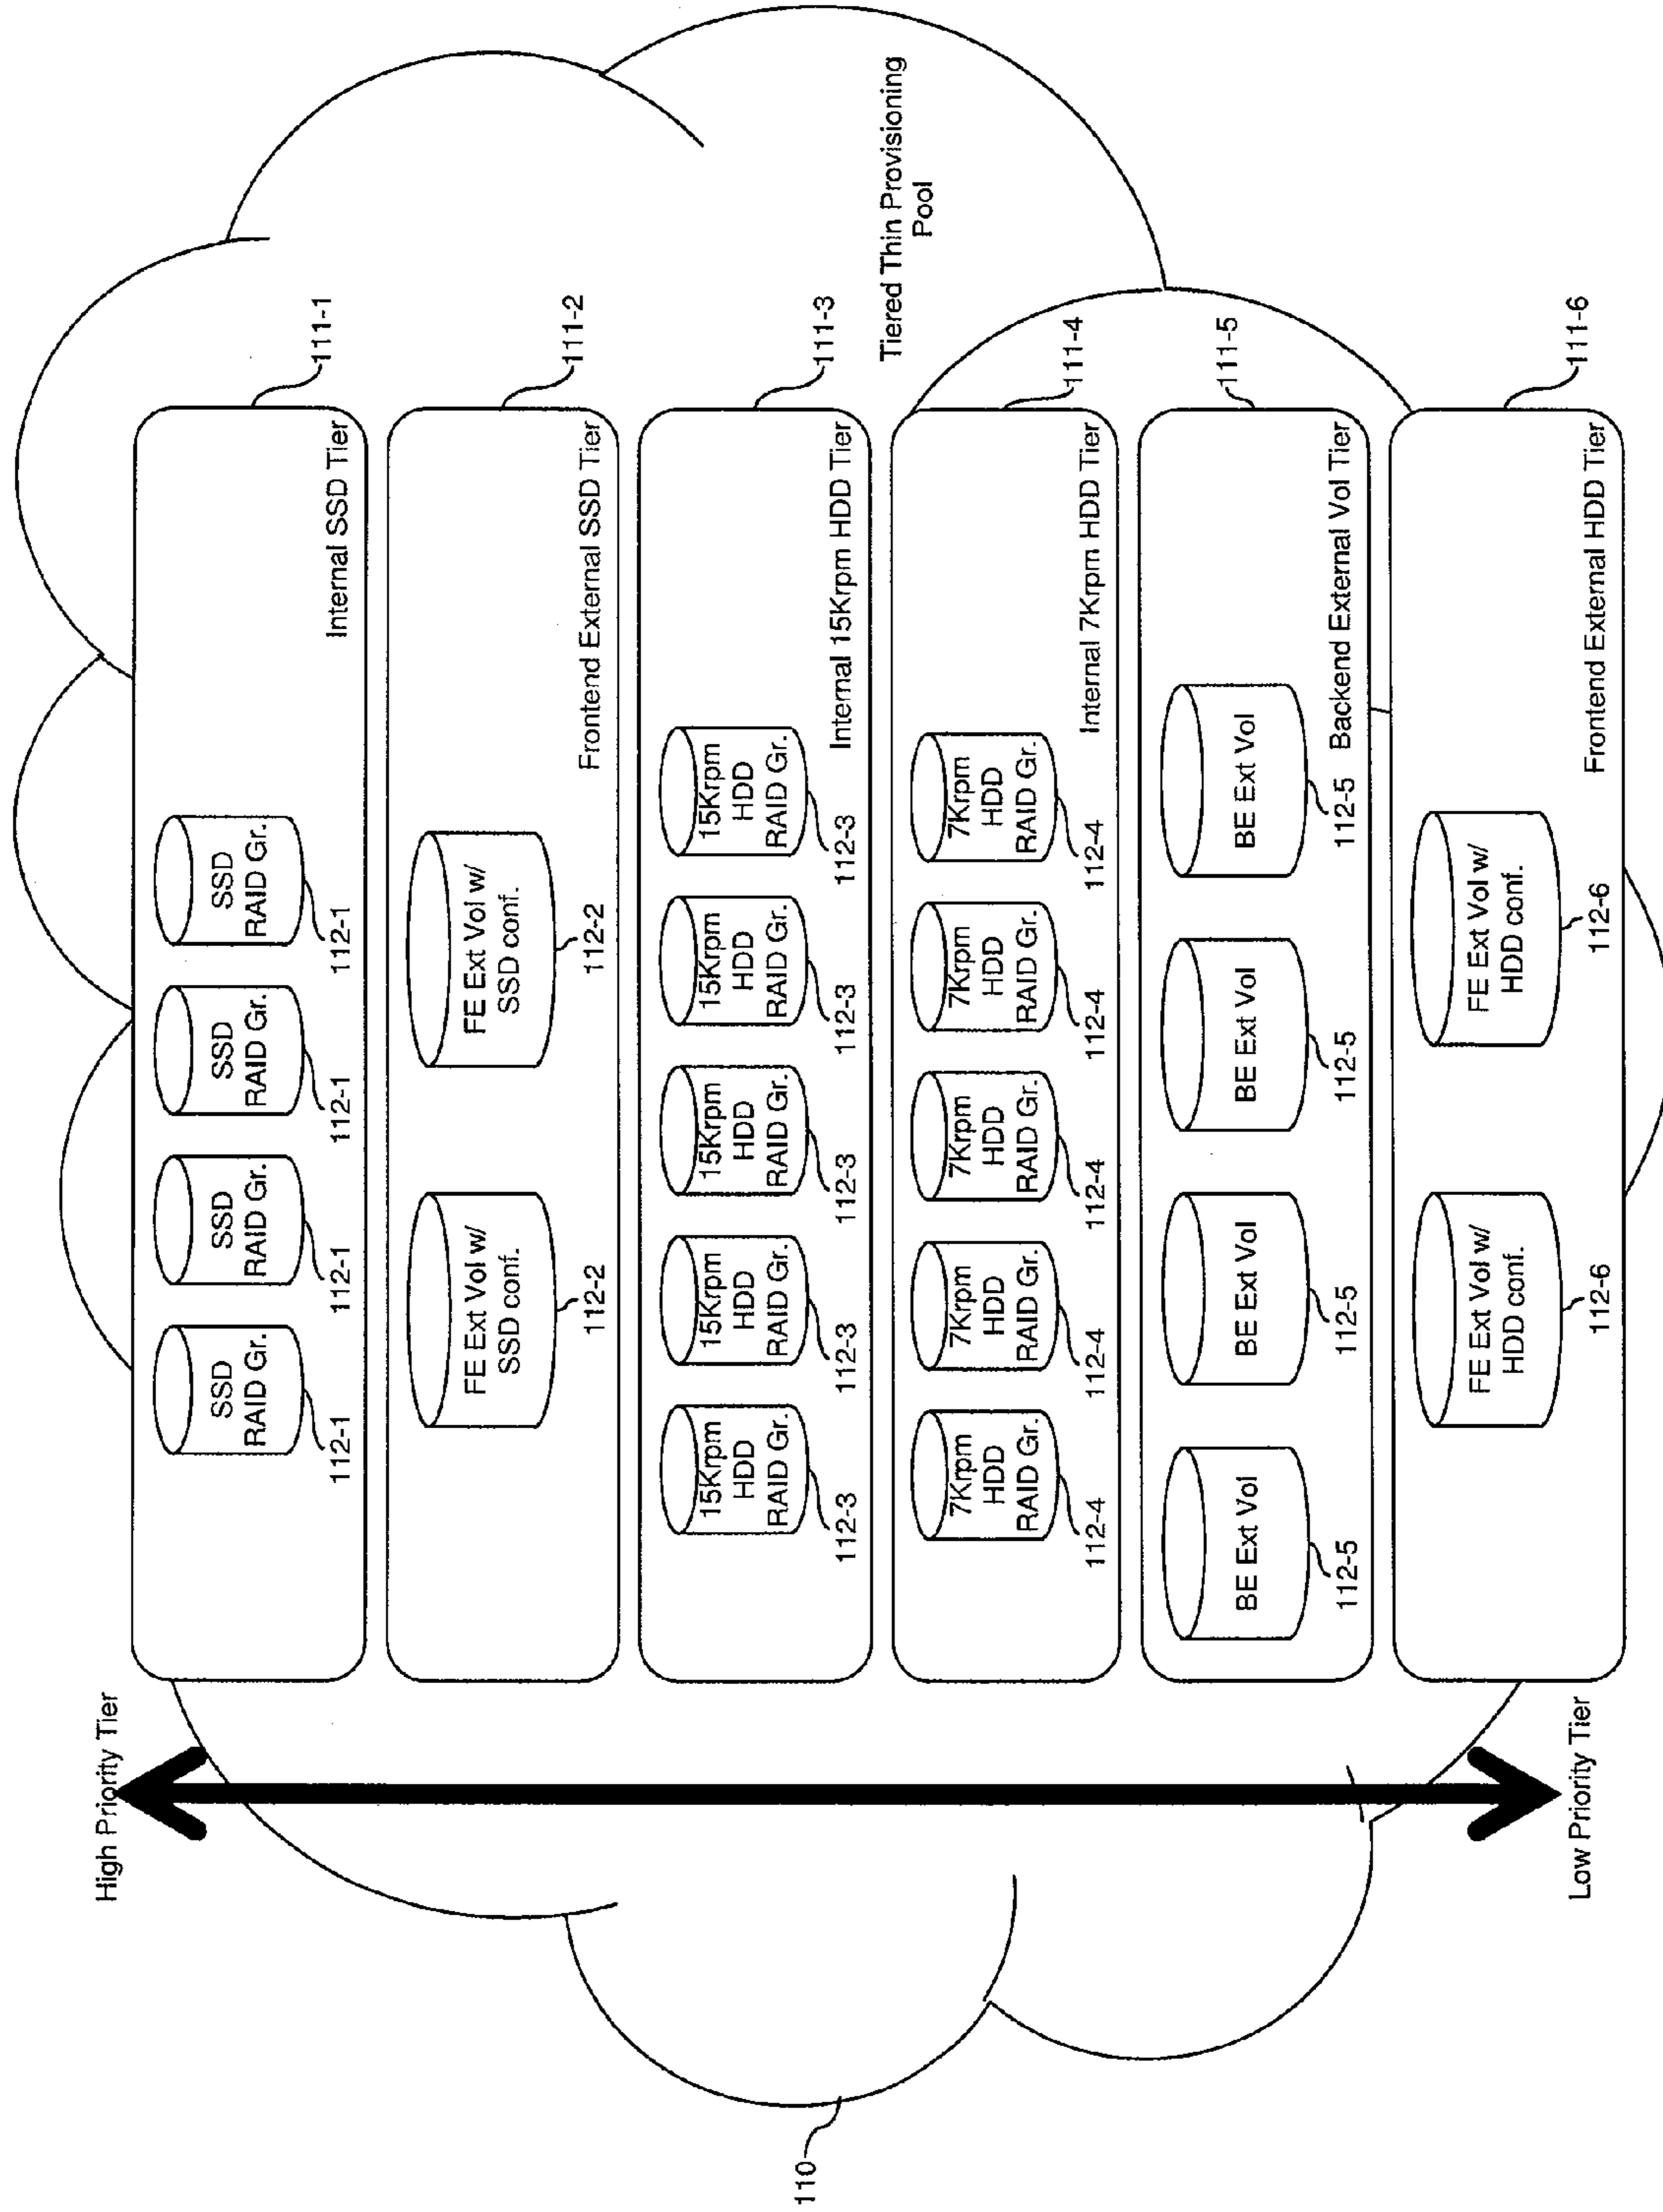 High Priority Tier
SSD
RAID Gr.
112-1
SSD
RAID Gr.
112-1
SSD
RAID Gr.
112-1
SSD
RAID Gr.
112-1
Internal SSD Tier
111-1
FE Ext Vol w/
SSD conf.
112-2
FE Ext Vol w/
SSD conf.
112-2
Frontend External SSD Tier
111-2
15Krpm
HDD
RAID Gr.
112-3
15Krpm
HDD
RAID Gr.
112-3
15Krpm
HDD
RAID Gr.
112-3
15Krpm
HDD
RAID Gr.
112-3
15Krpm
HDD
RAID Gr.
112-3
Internal 15Krpm HDD Tier
111-3
Tiered Thin Provisioning
Pool
110
7Krpm
HDD
RAID Gr.
112-4
7Krpm
HDD
RAID Gr.
112-4
7Krpm
HDD
RAID Gr.
112-4
7Krpm
HDD
RAID Gr.
112-4
7Krpm
HDD
RAID Gr.
112-4
Internal 7Krpm HDD Tier
111-4
BE Ext Vol
112-5
BE Ext Vol
112-5
BE Ext Vol
112-5
BE Ext Vol
112-5
Backend External Vol Tier
111-5
FE Ext Vol w/
HDD conf.
112-6
FE Ext Vol w/
HDD conf.
112-6
Frontend External HDD Tier
111-6
Low Priority Tier